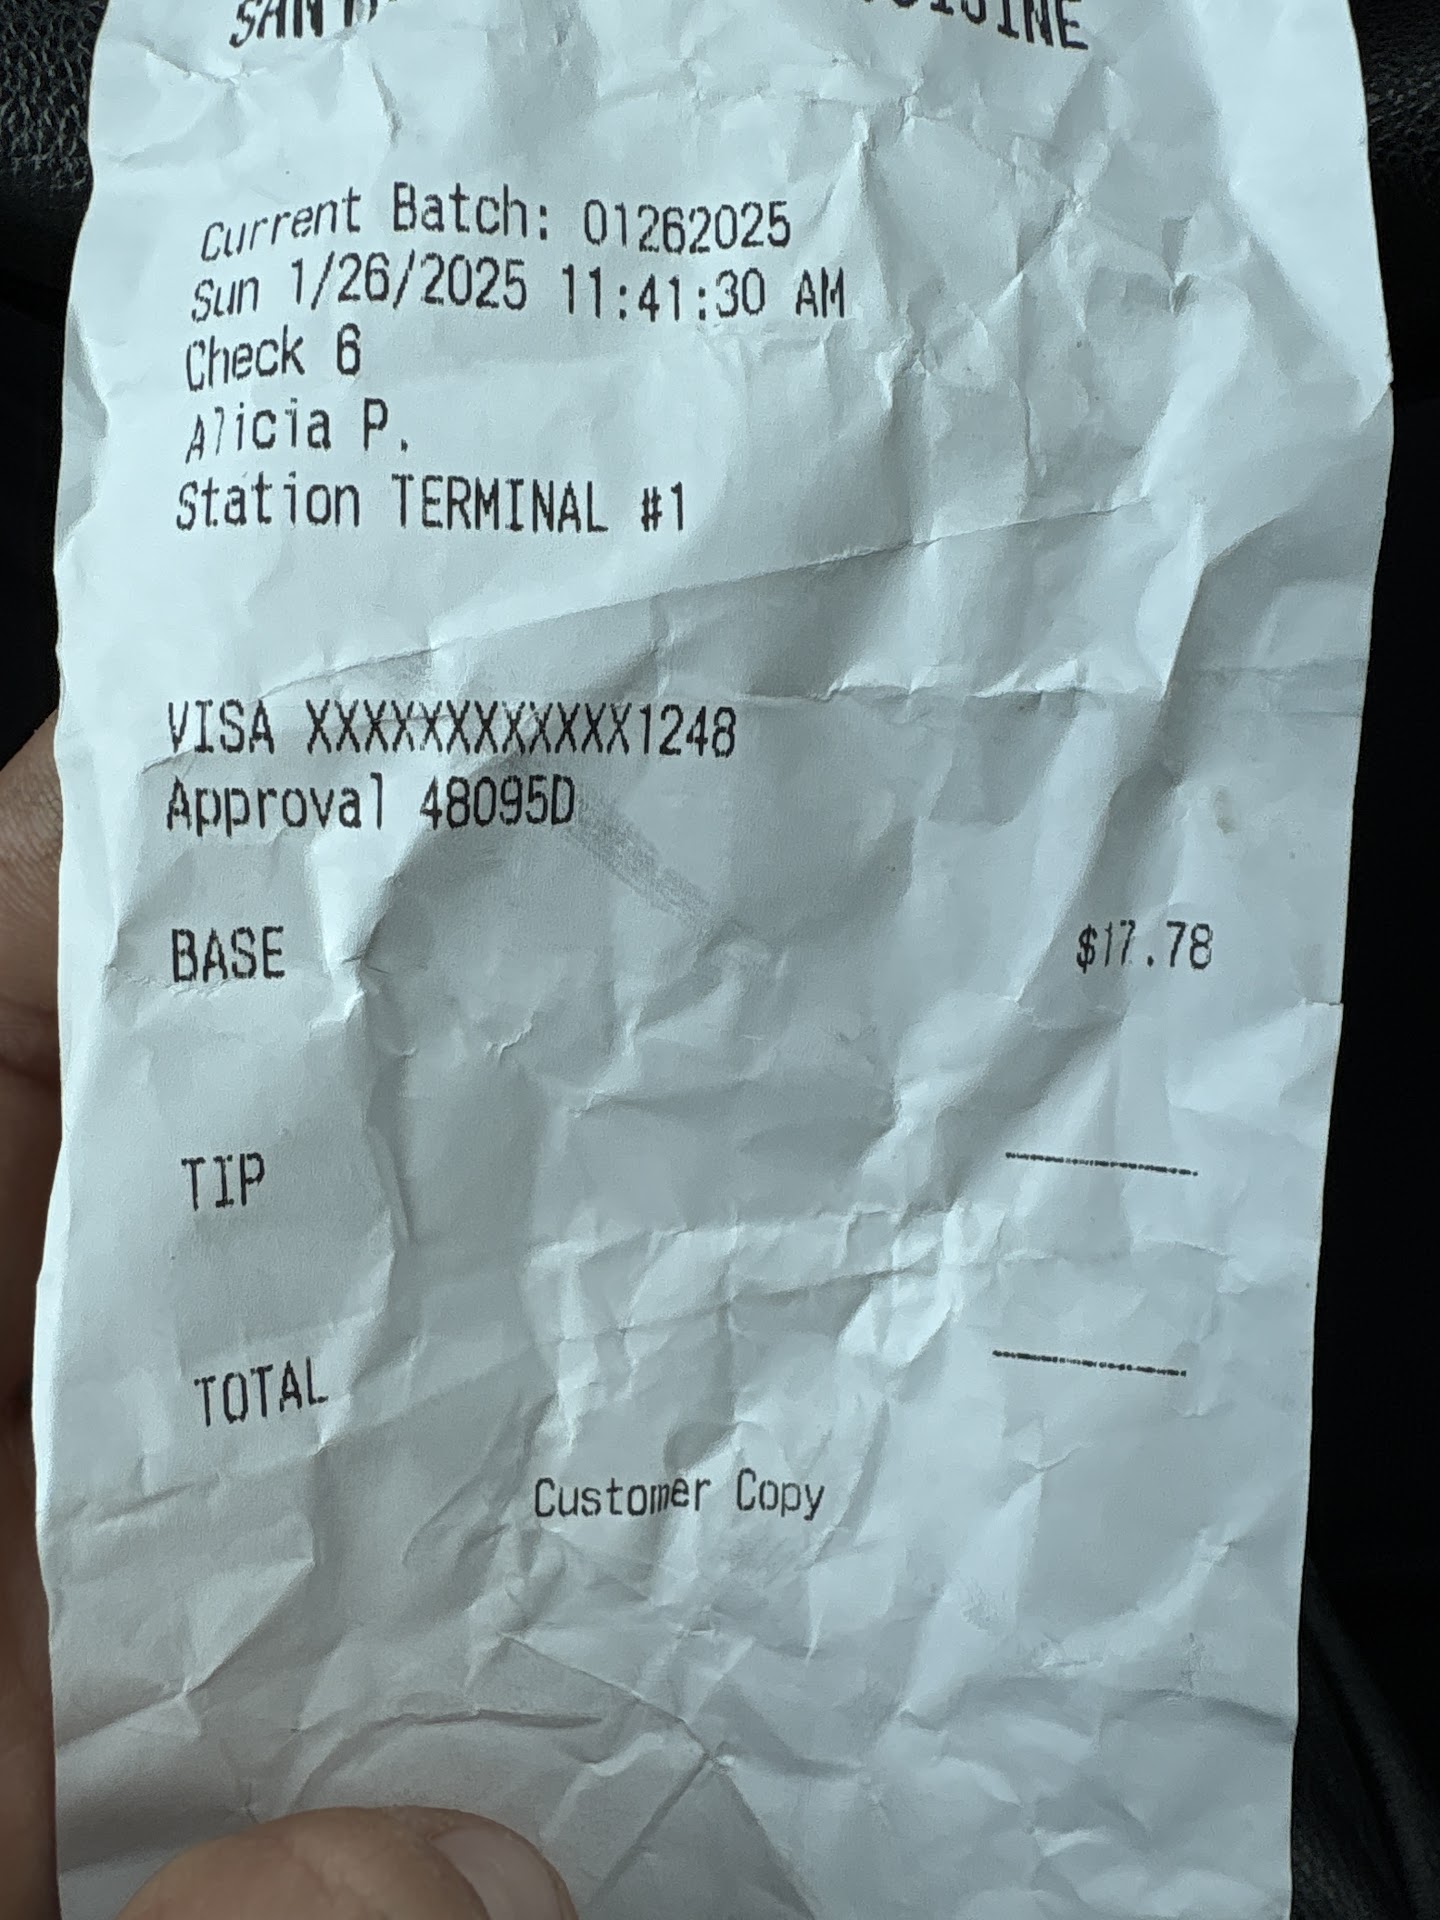 SAN
Current Batch: 01262025
Sun 1/26/2025 11:41:30 AM
Check 6
Alicia P.
Station TERMINAL #1
VISA XXXXXXXXXXXX1248
Approval 48095D
BASE $17.78
TIP
TOTAL
Customer Copy